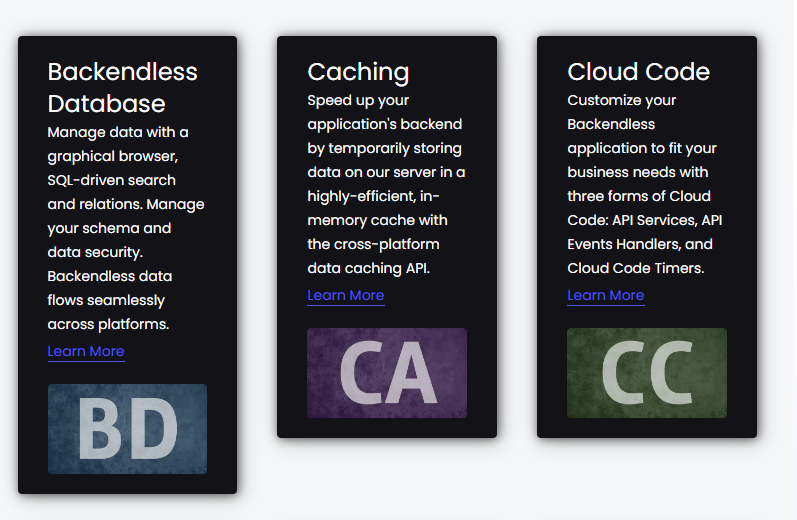 Backendless
Database
Manage data with a
graphical browser,
SQL-driven search
and relations. Manage
your schema and
data security.
Backendless data
flows seamlessly
across platforms.
Learn More
BD
Caching
Speed up your
application's backend
by temporarily storing
data on our server in a
highly-efficient, in-
memory cache with
the cross-platform
data caching API.
Learn More
CA
Cloud Code
Customize your
Backendless
application to fit your
business needs with
three forms of Cloud
Code: API Services, API
Events Handlers, and
Cloud Code Timers.
Learn More
CC